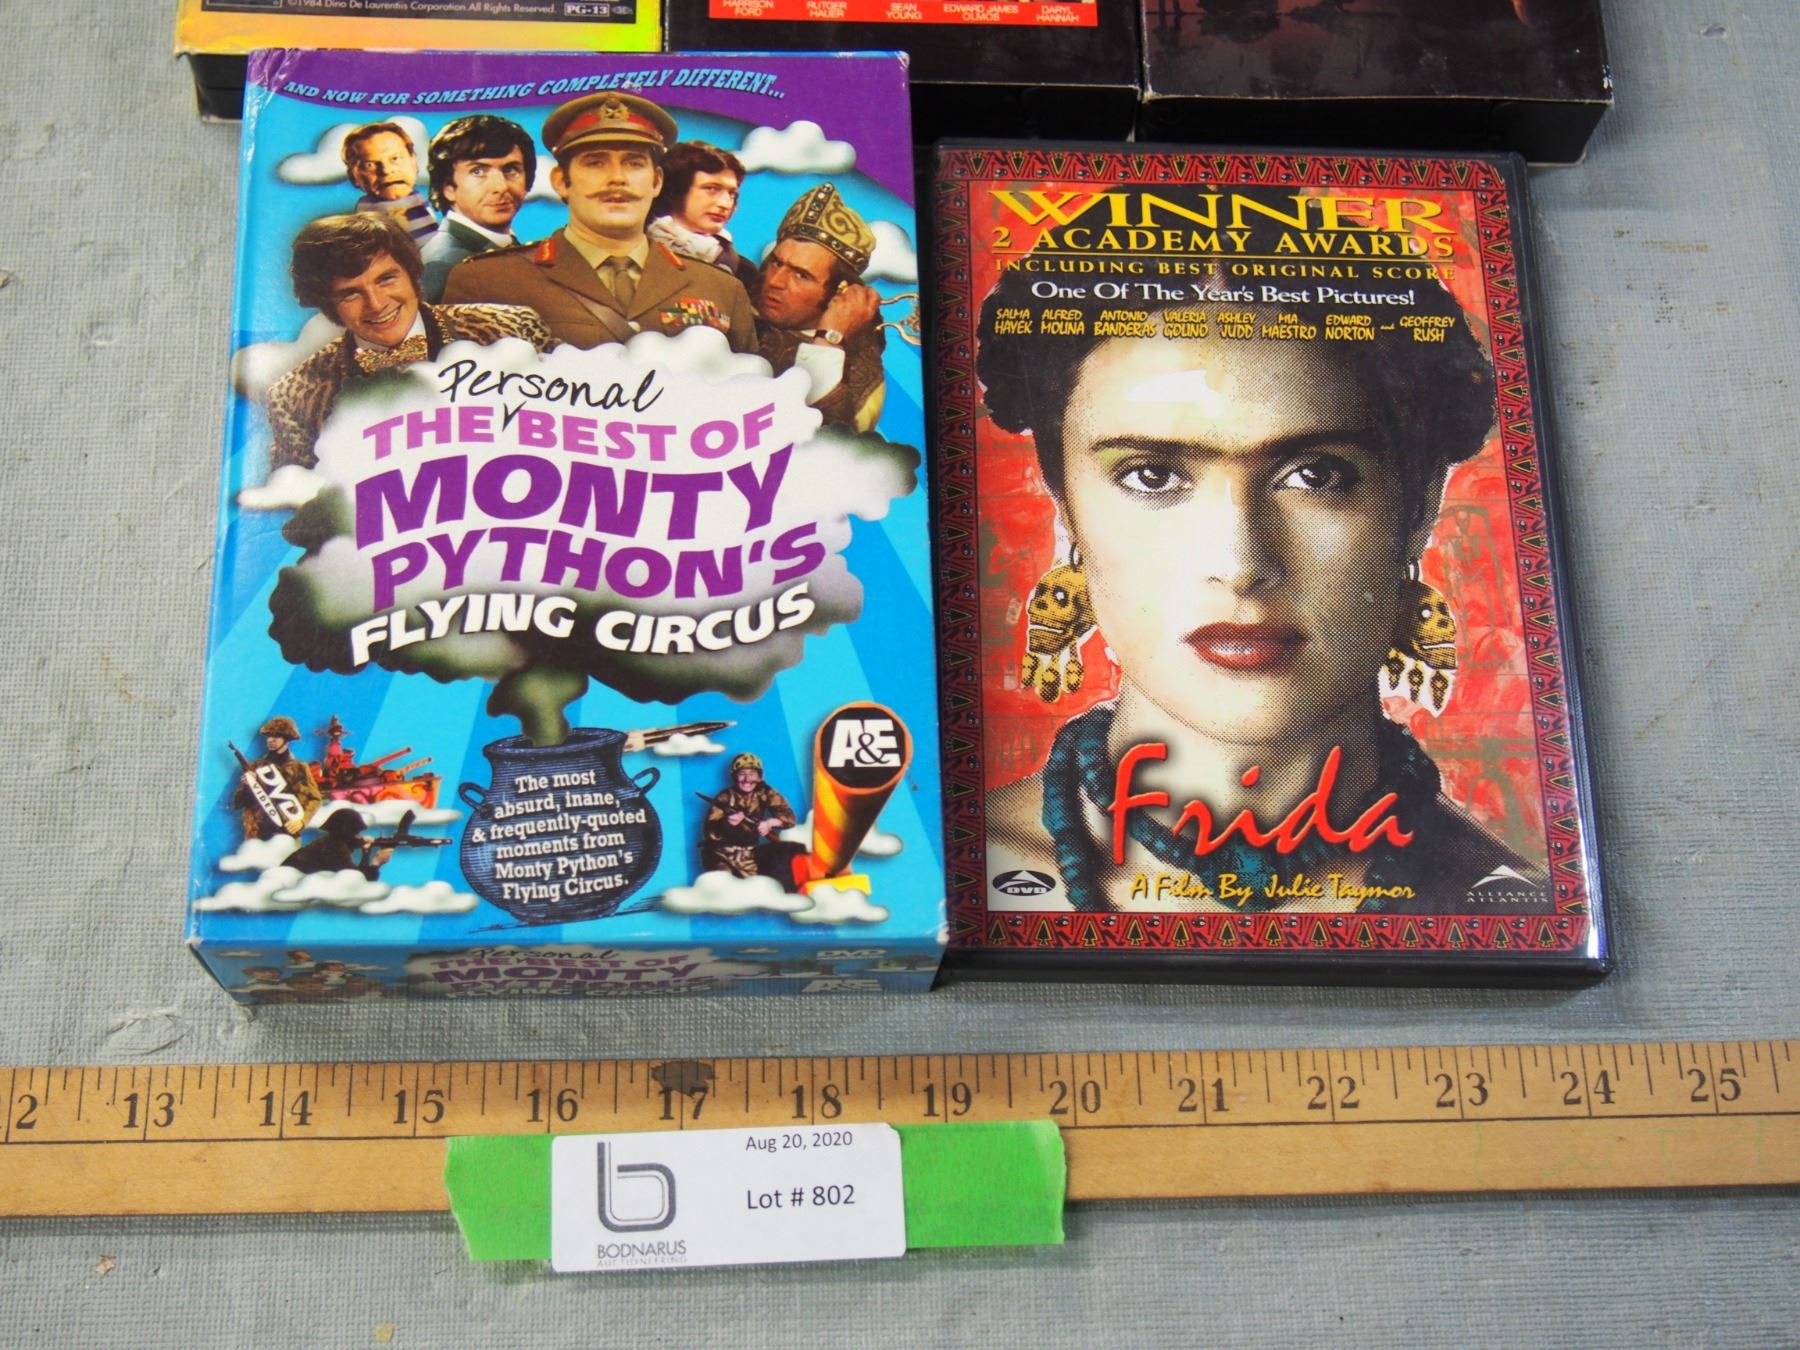 ©1984 Dino De Laurentiis Corporation. All Rights Reserved. PG-13
HARRISON FORD
RUTGER HAUER
SEAN YOUNG
EDWARD JAMES OLMOS
DARYL HANNAH
AND NOW FOR SOMETHING COMPLETELY DIFFERENT...
Personal
THE BEST OF
MONTY
PYTHON'S
FLYING CIRCUS
DVD
VIDEO
A&E
The most
absurd, inane,
& frequently-quoted
moments from
Monty Python's
Flying Circus.
Personal
THE BEST OF
MONTY
PYTHON'S
FLYING CIRCUS
DVD
A&E
WINNER
2 ACADEMY AWARDS
INCLUDING BEST ORIGINAL SCORE
One Of The Year's Best Pictures!
SALMA HAYEK
ALFRED MOLINA
ANTONIO BANDERAS
VALERIA GOLINO
ASHLEY JUDD
MIA MAESTRO
EDWARD NORTON
and
GEOFFREY RUSH
Frida
DVD
A Film By Julie Taymor
ALLIANCE
ATLANTIS
2 13 14 15 16 17 18 19 20 21 22 23 24 25
Aug 20, 2020
Lot # 802
BODNARUS
AUCTIONEERING